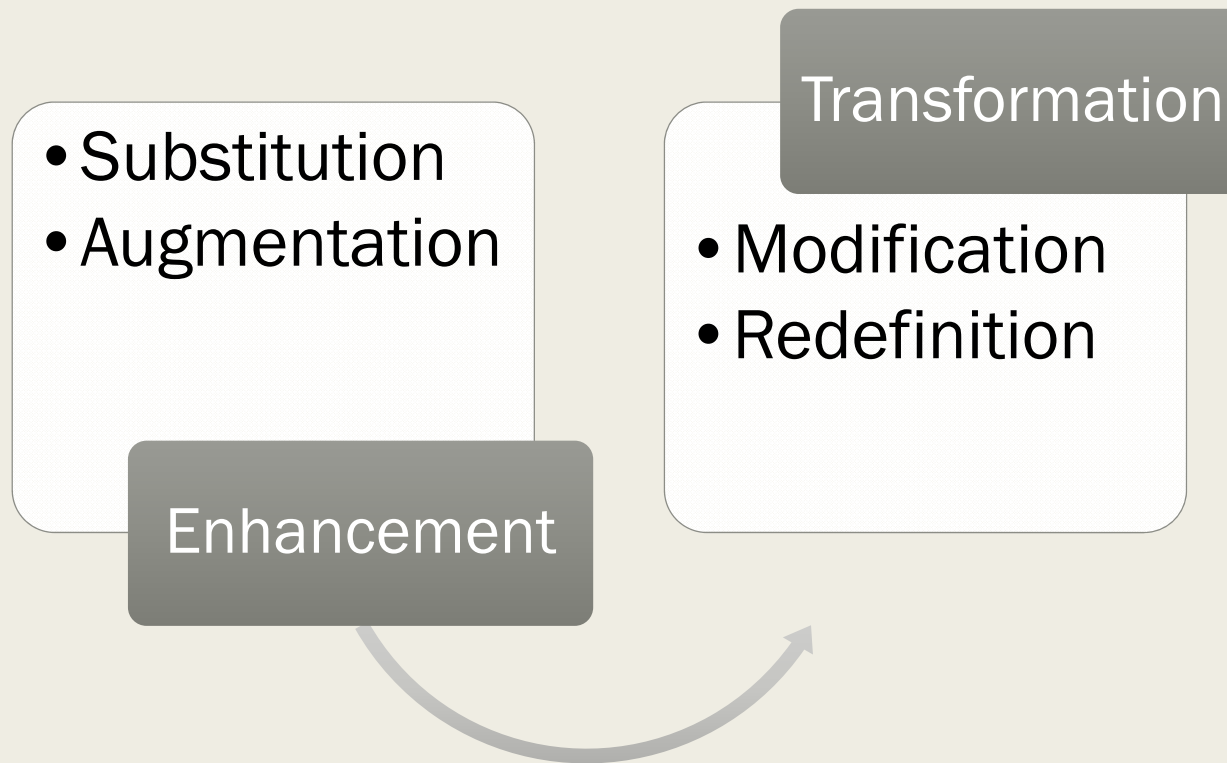 • Substitution
• Augmentation
Enhancement
Transformation
• Modification
• Redefinition